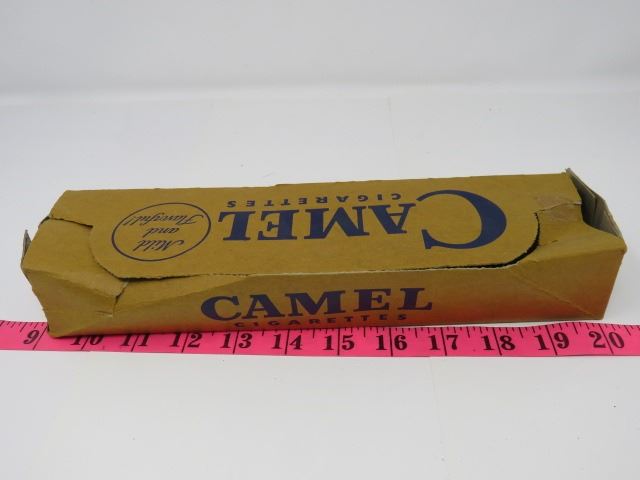 CAMEL
CIGARETTES
Mild
and
Flavorful!
CAMEL
CIGARETTES
9 10 11 12 13 14 15 16 17 18 19 20